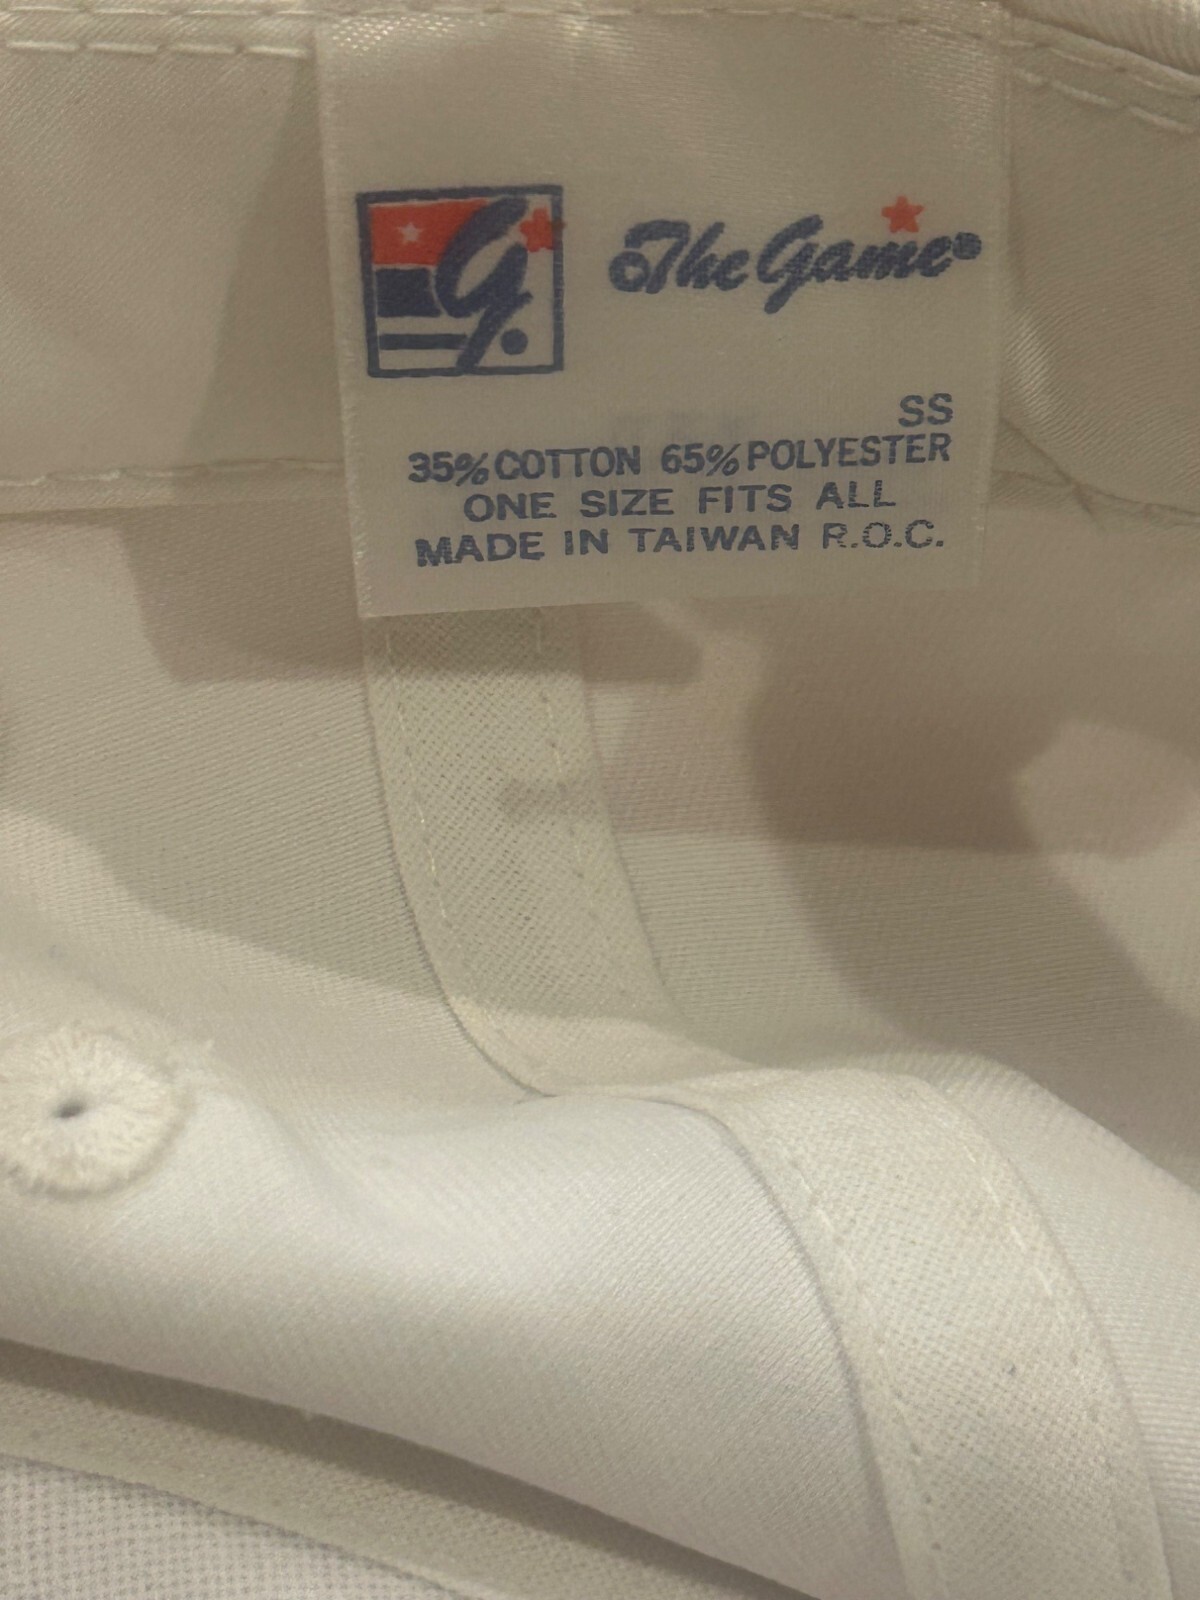 g.
The Game®
SS
35% COTTON 65% POLYESTER
ONE SIZE FITS ALL
MADE IN TAIWAN R.O.C.